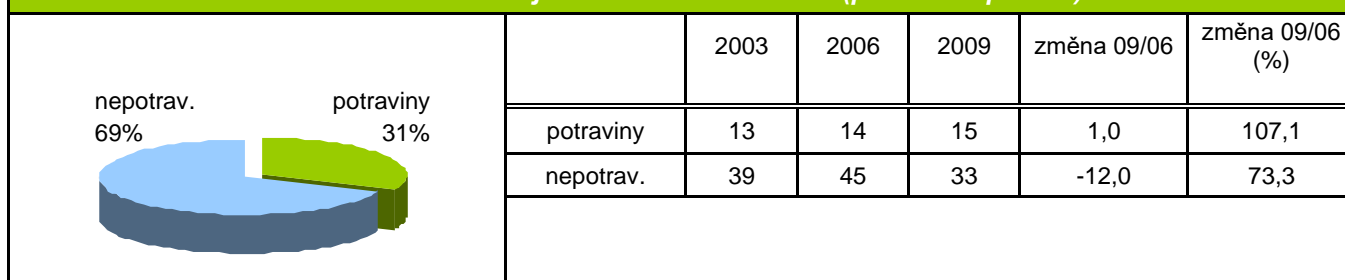 nepotrav. potraviny
69% 31%
2003 2006 2009 změna 09/06 změna 09/06
(%)
potraviny 13 14 15 1,0 107,1
nepotrav. 39 45 33 -12,0 73,3